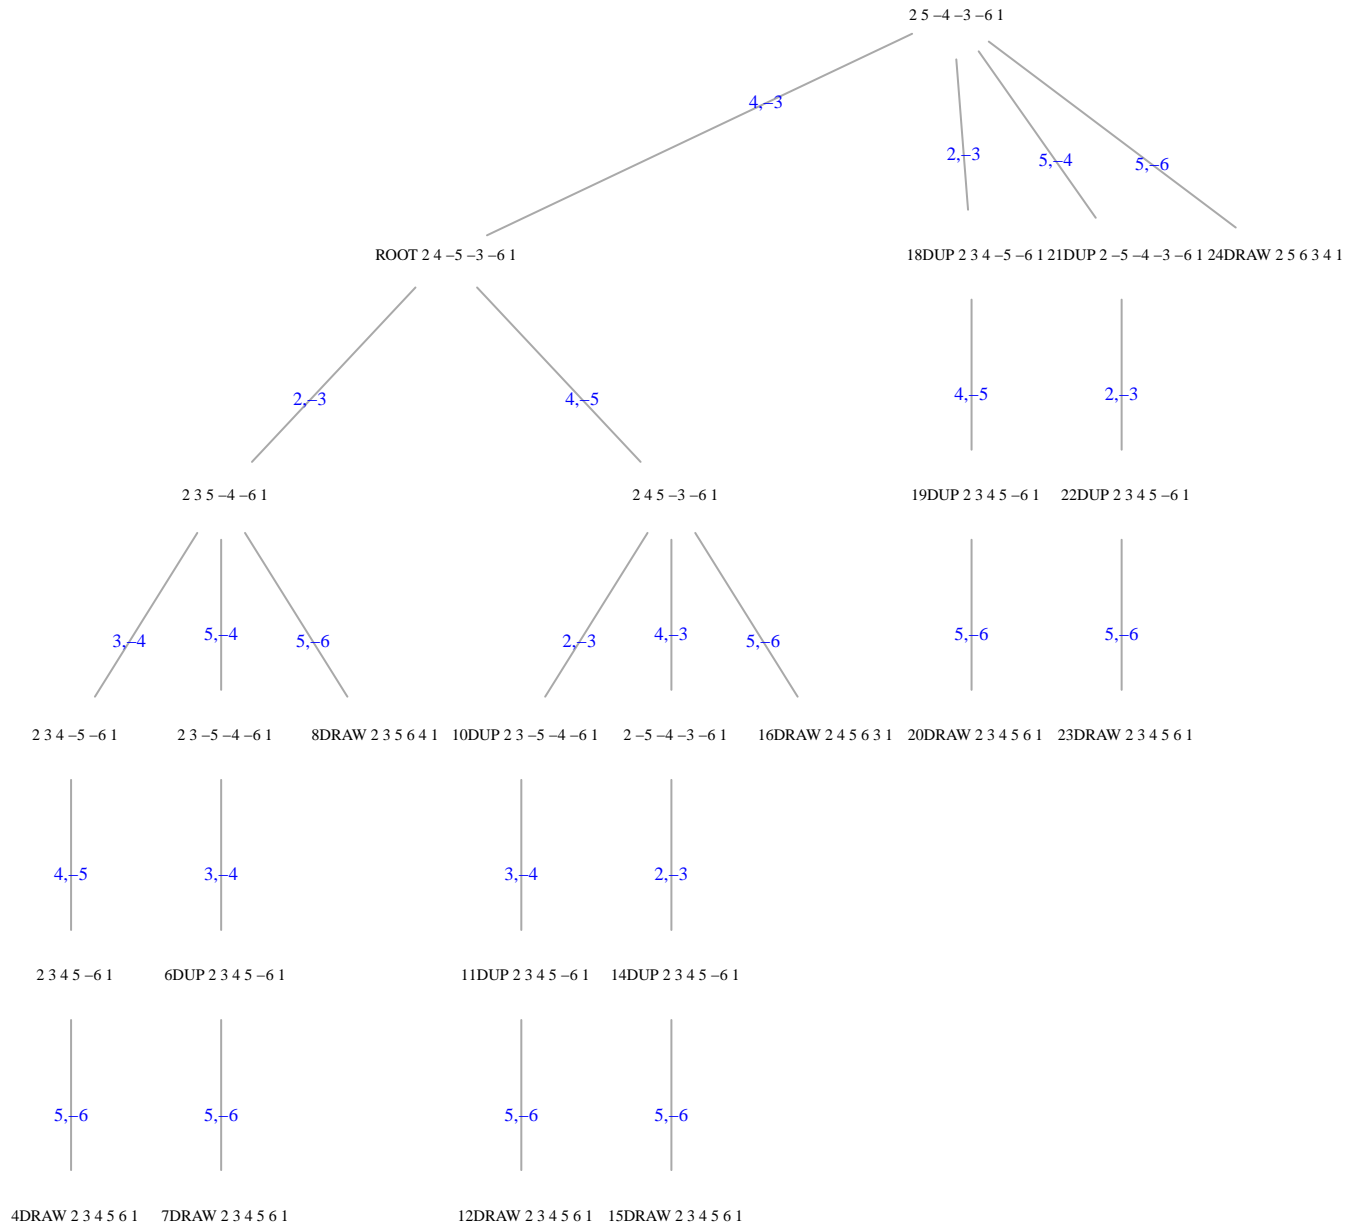 2 5 −4 −3 −6 1
4,−3
2,−3
5,−4
5,−6
ROOT 2 4 −5 −3 −6 1
18DUP 2 3 4 −5 −6 1
21DUP 2 −5 −4 −3 −6 1
24DRAW 2 5 6 3 4 1
2,−3
4,−5
4,−5
2,−3
2 3 5 −4 −6 1
2 4 5 −3 −6 1
19DUP 2 3 4 5 −6 1
22DUP 2 3 4 5 −6 1
3,−4
5,−4
5,−6
2,−3
4,−3
5,−6
5,−6
5,−6
2 3 4 −5 −6 1
2 3 −5 −4 −6 1
8DRAW 2 3 5 6 4 1
10DUP 2 3 −5 −4 −6 1
2 −5 −4 −3 −6 1
16DRAW 2 4 5 6 3 1
20DRAW 2 3 4 5 6 1
23DRAW 2 3 4 5 6 1
4,−5
3,−4
3,−4
2,−3
2 3 4 5 −6 1
6DUP 2 3 4 5 −6 1
11DUP 2 3 4 5 −6 1
14DUP 2 3 4 5 −6 1
5,−6
5,−6
5,−6
5,−6
4DRAW 2 3 4 5 6 1
7DRAW 2 3 4 5 6 1
12DRAW 2 3 4 5 6 1
15DRAW 2 3 4 5 6 1